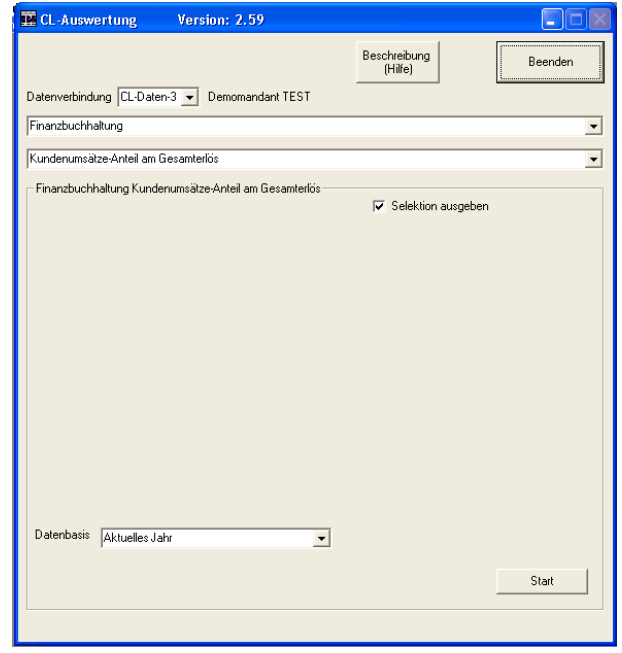 CL-Auswertung Version: 2.59
Beschreibung
(Hilfe)
Beenden
Datenverbindung CL-Daten-3 Demomandant TEST
Finanzbuchhaltung
Kundenumsätze-Anteil am Gesamterlös
Finanzbuchhaltung Kundenumsätze-Anteil am Gesamterlös
Selektion ausgeben
Datenbasis Aktuelles Jahr
Start